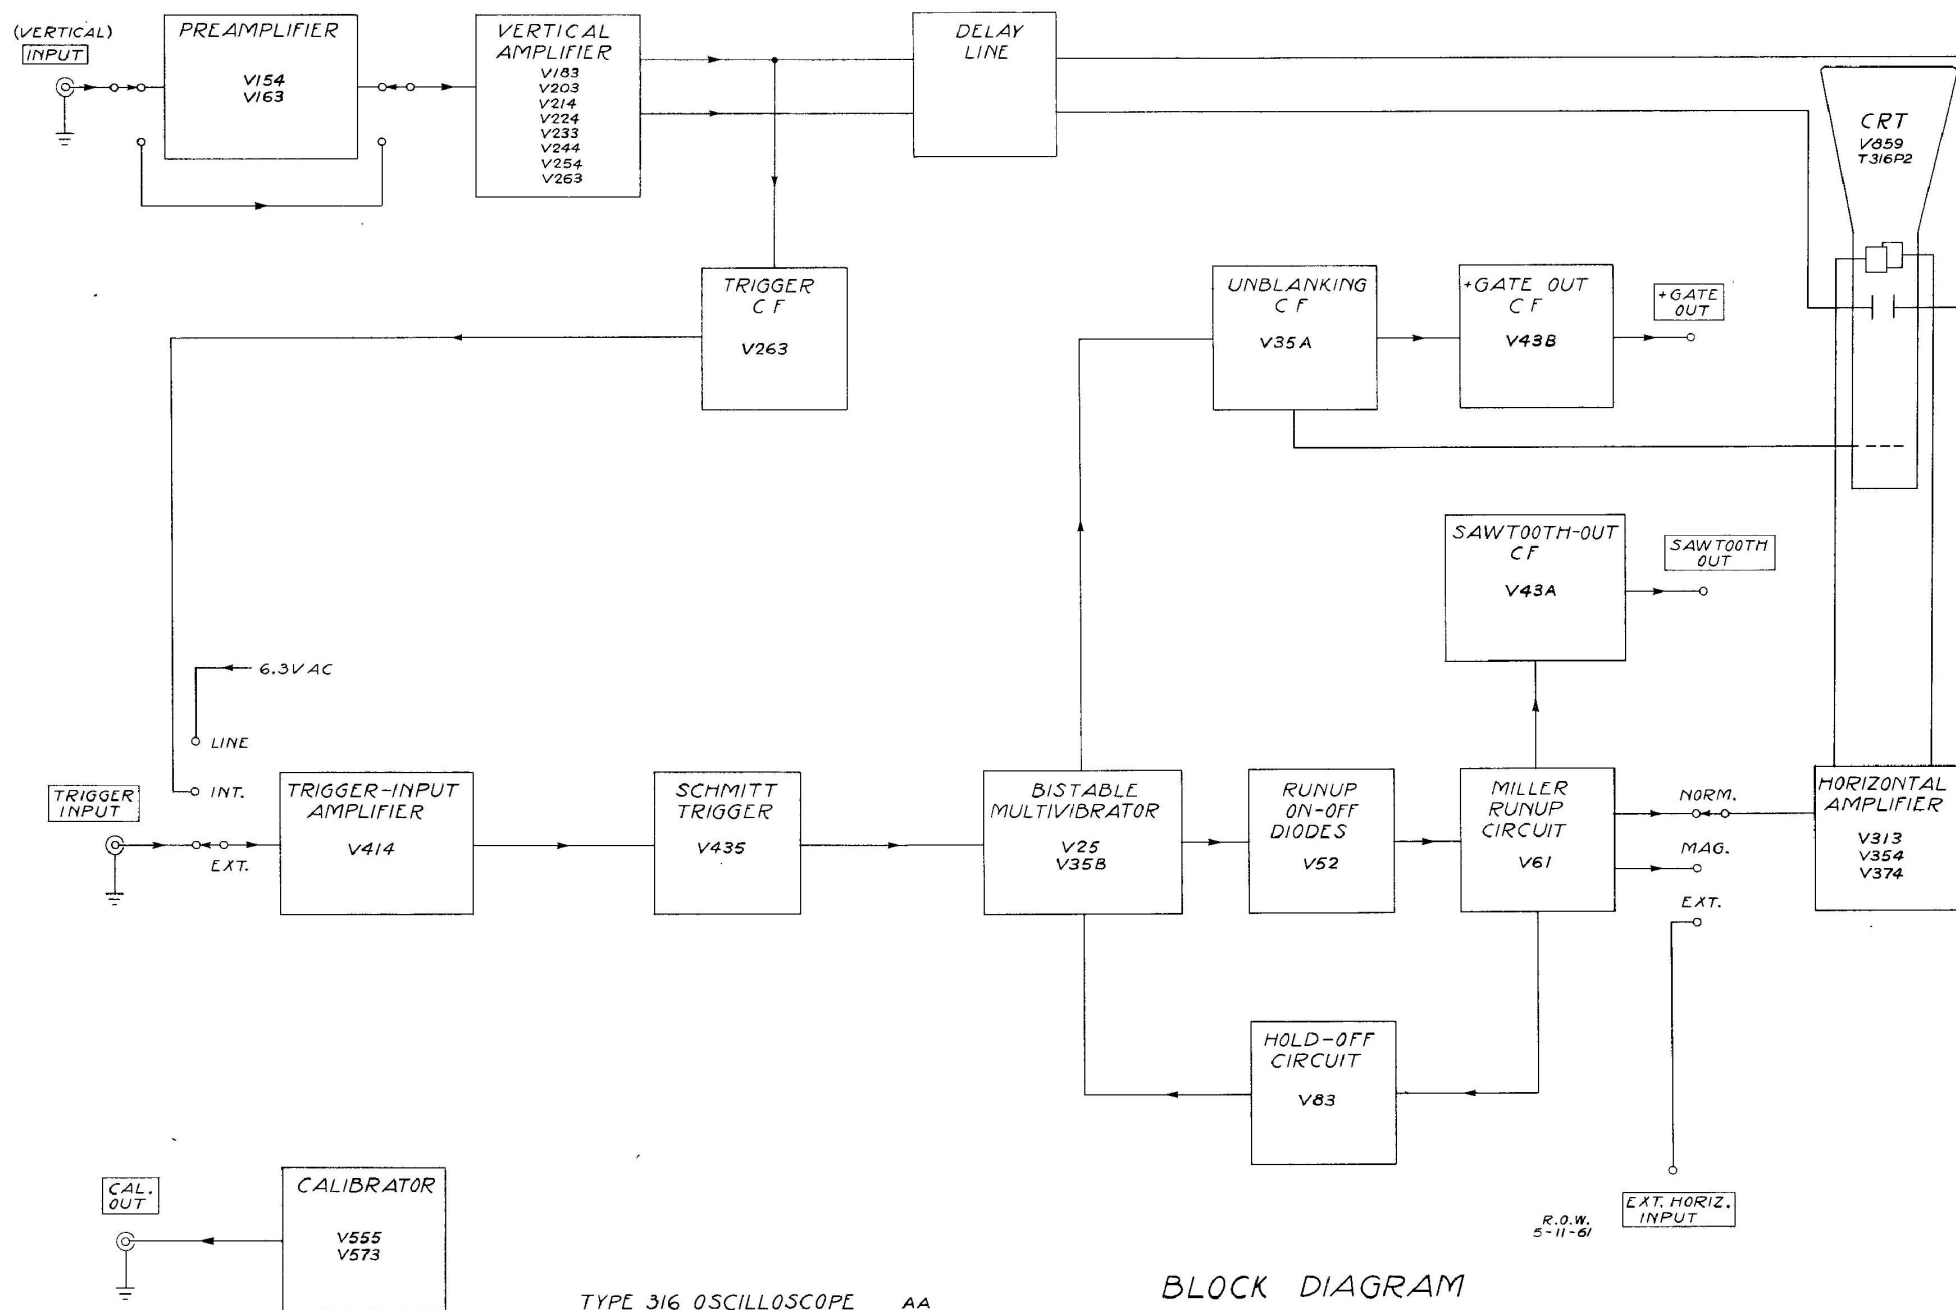 (VERTICAL)
INPUT
PREAMPLIFIER
V154
V163
VERTICAL
AMPLIFIER
V183
V203
V214
V224
V233
V244
V254
V263
DELAY
LINE
CRT
V859
T316P2
TRIGGER
CF
V263
UNBLANKING
CF
V35A
+GATE OUT
CF
V43B
+GATE
OUT
SAWTOOTH-OUT
CF
V43A
SAWTOOTH
OUT
6.3V AC
LINE
INT.
TRIGGER
INPUT
EXT.
TRIGGER-INPUT
AMPLIFIER
V414
SCHMITT
TRIGGER
V435
BISTABLE
MULTIVIBRATOR
V25
V35B
RUNUP
ON-OFF
DIODES
V52
MILLER
RUNUP
CIRCUIT
V61
NORM.
MAG.
EXT.
HORIZONTAL
AMPLIFIER
V313
V354
V374
HOLD-OFF
CIRCUIT
V83
CAL.
OUT
CALIBRATOR
V555
V573
EXT. HORIZ.
INPUT
R.O.W.
5-11-61
TYPE 316 OSCILLOSCOPE AA
BLOCK DIAGRAM